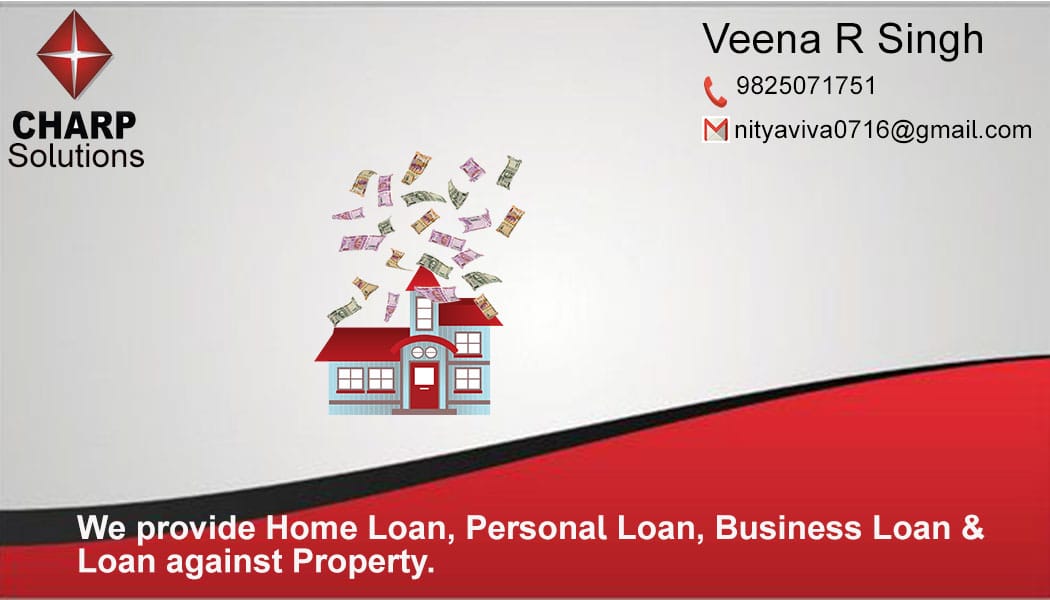 CHARP
Solutions
Veena R Singh
9825071751
nityaviva0716@gmail.com
We provide Home Loan, Personal Loan, Business Loan &
Loan against Property.